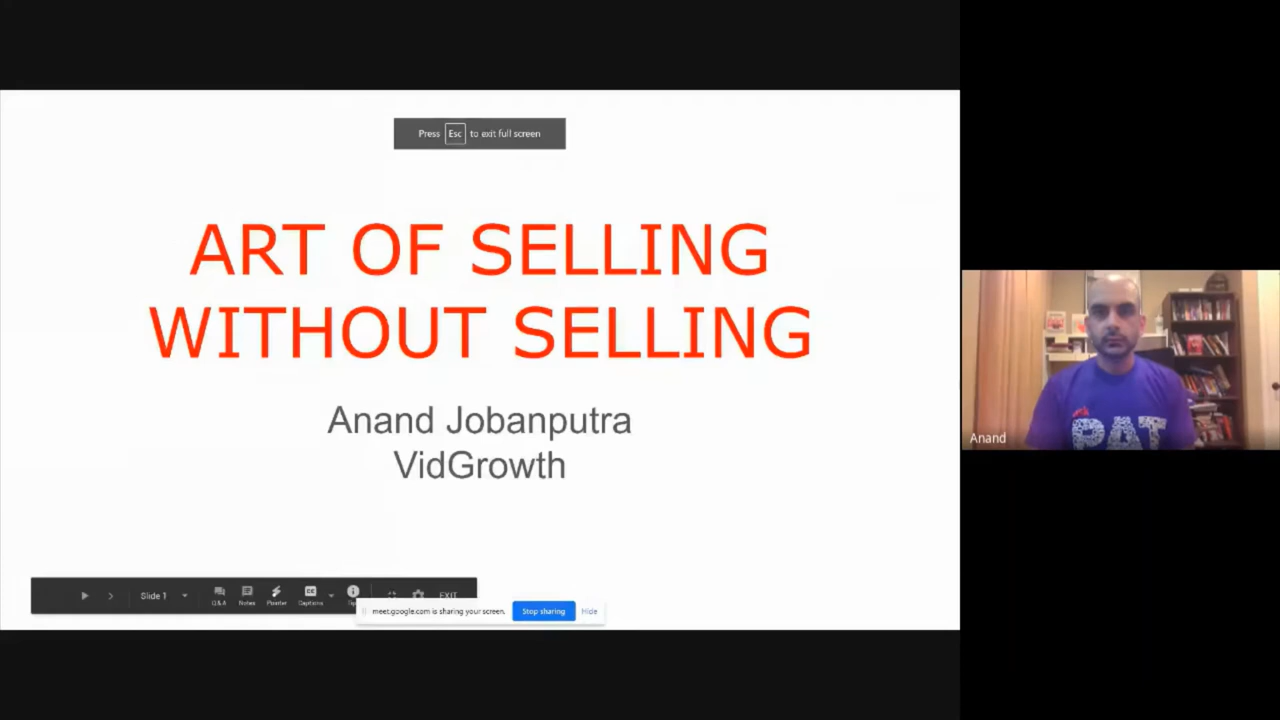 Press Esc to exit full screen
ART OF SELLING
WITHOUT SELLING
Anand Jobanputra
VidGrowth
Slide 1
Q&A
Notes
Pointer
Captions
EXIT
meet.google.com is sharing your screen.
Stop sharing
Hide
PAT
Anand